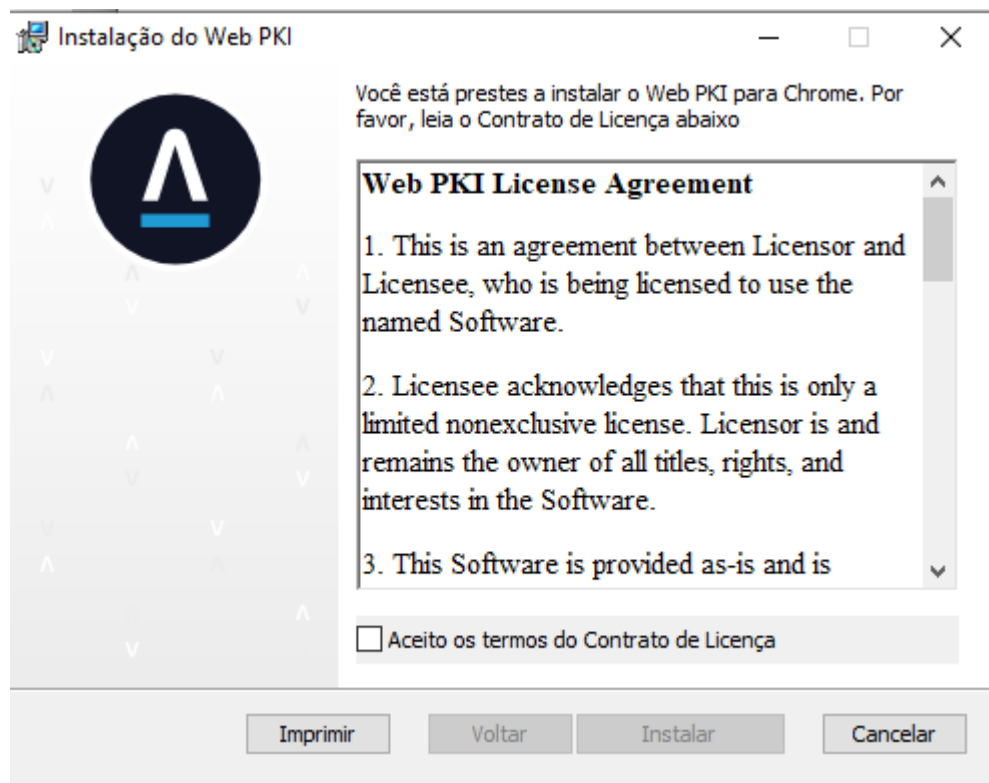 Instalação do Web PKI
Você está prestes a instalar o Web PKI para Chrome. Por
favor, leia o Contrato de Licença abaixo
Web PKI License Agreement
1. This is an agreement between Licensor and
Licensee, who is being licensed to use the
named Software.
2. Licensee acknowledges that this is only a
limited nonexclusive license. Licensor is and
remains the owner of all titles, rights, and
interests in the Software.
3. This Software is provided as-is and is
Aceito os termos do Contrato de Licença
Imprimir
Voltar
Instalar
Cancelar